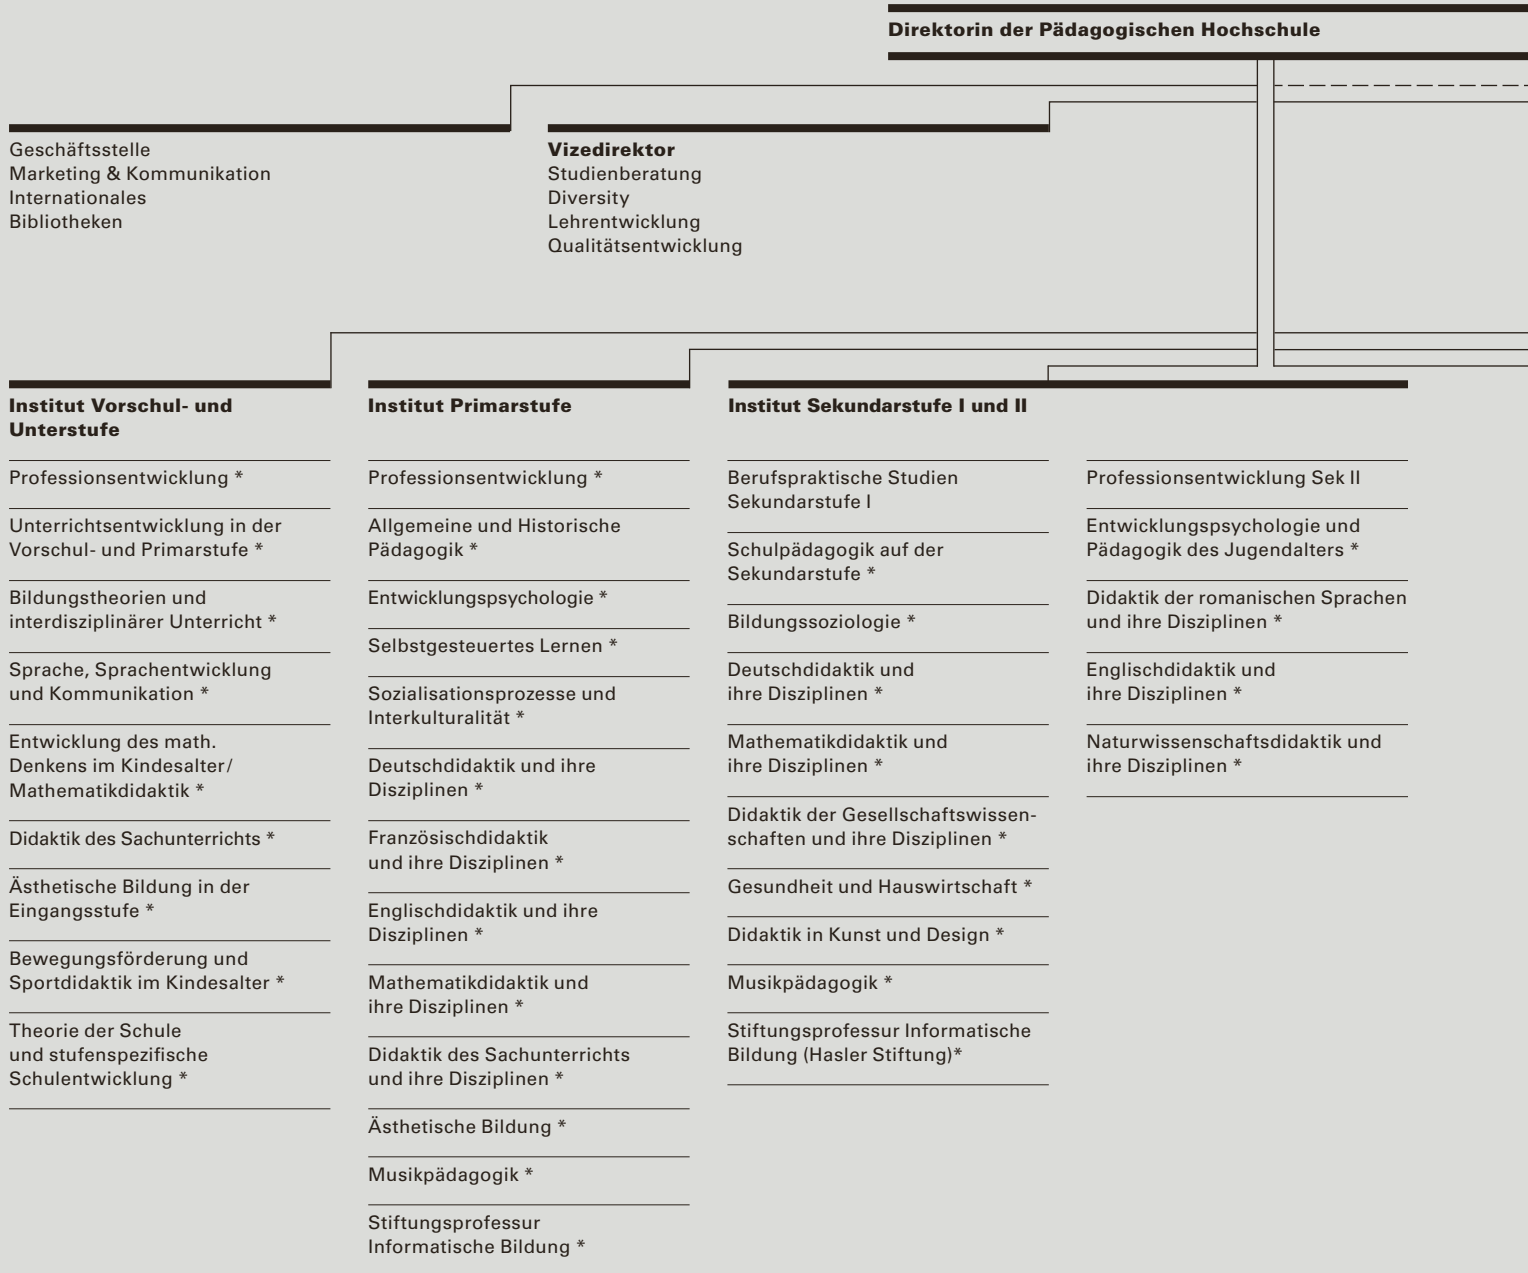 Direktorin der Pädagogischen Hochschule
Geschäftsstelle
Marketing & Kommunikation
Internationales
Bibliotheken
Vizedirektor
Studienberatung
Diversity
Lehrentwicklung
Qualitätsentwicklung
Institut Vorschul- und
Unterstufe
Professionsentwicklung *
Unterrichtsentwicklung in der
Vorschul- und Primarstufe *
Bildungstheorien und
interdisziplinärer Unterricht *
Sprache, Sprachentwicklung
und Kommunikation *
Entwicklung des math.
Denkens im Kindesalter/
Mathematikdidaktik *
Didaktik des Sachunterrichts *
Ästhetische Bildung in der
Eingangsstufe *
Bewegungsförderung und
Sportdidaktik im Kindesalter *
Theorie der Schule
und stufenspezifische
Schulentwicklung *
Institut Primarstufe
Professionsentwicklung *
Allgemeine und Historische
Pädagogik *
Entwicklungspsychologie *
Selbstgesteuertes Lernen *
Sozialisationsprozesse und
Interkulturalität *
Deutschdidaktik und ihre
Disziplinen *
Französischdidaktik
und ihre Disziplinen *
Englischdidaktik und ihre
Disziplinen *
Mathematikdidaktik und
ihre Disziplinen *
Didaktik des Sachunterrichts
und ihre Disziplinen *
Ästhetische Bildung *
Musikpädagogik *
Stiftungsprofessur
Informatische Bildung *
Institut Sekundarstufe I und II
Berufspraktische Studien
Sekundarstufe I
Schulpädagogik auf der
Sekundarstufe *
Bildungssoziologie *
Deutschdidaktik und
ihre Disziplinen *
Mathematikdidaktik und
ihre Disziplinen *
Didaktik der Gesellschaftswissen-
schaften und ihre Disziplinen *
Gesundheit und Hauswirtschaft *
Didaktik in Kunst und Design *
Musikpädagogik *
Stiftungsprofessur Informatische
Bildung (Hasler Stiftung)*
Professionsentwicklung Sek II
Entwicklungspsychologie und
Pädagogik des Jugendalters *
Didaktik der romanischen Sprachen
und ihre Disziplinen *
Englischdidaktik und
ihre Disziplinen *
Naturwissenschaftsdidaktik und
ihre Disziplinen *